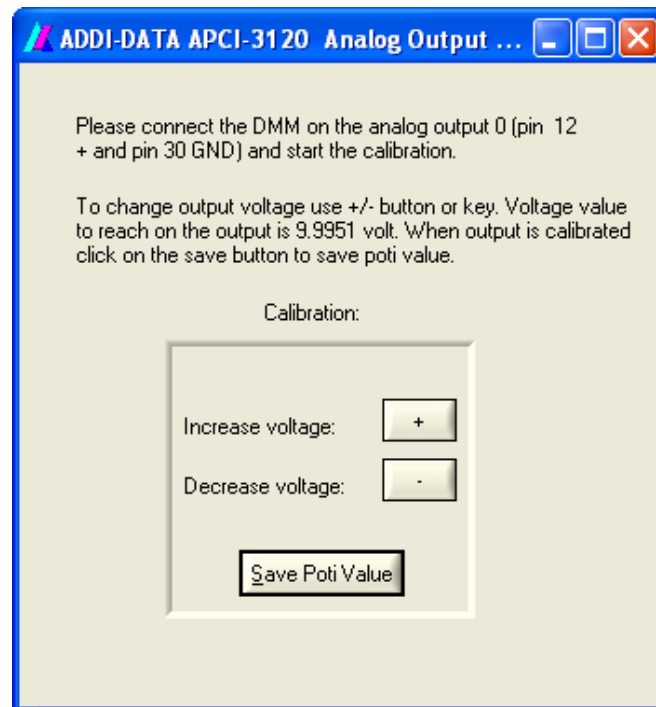 ADDI-DATA APCI-3120 Analog Output ...
Please connect the DMM on the analog output 0 (pin 12
+ and pin 30 GND) and start the calibration.
To change output voltage use +/- button or key. Voltage value
to reach on the output is 9.9951 volt. When output is calibrated
click on the save button to save poti value.
Calibration:
Increase voltage: +
Decrease voltage: -
Save Poti Value